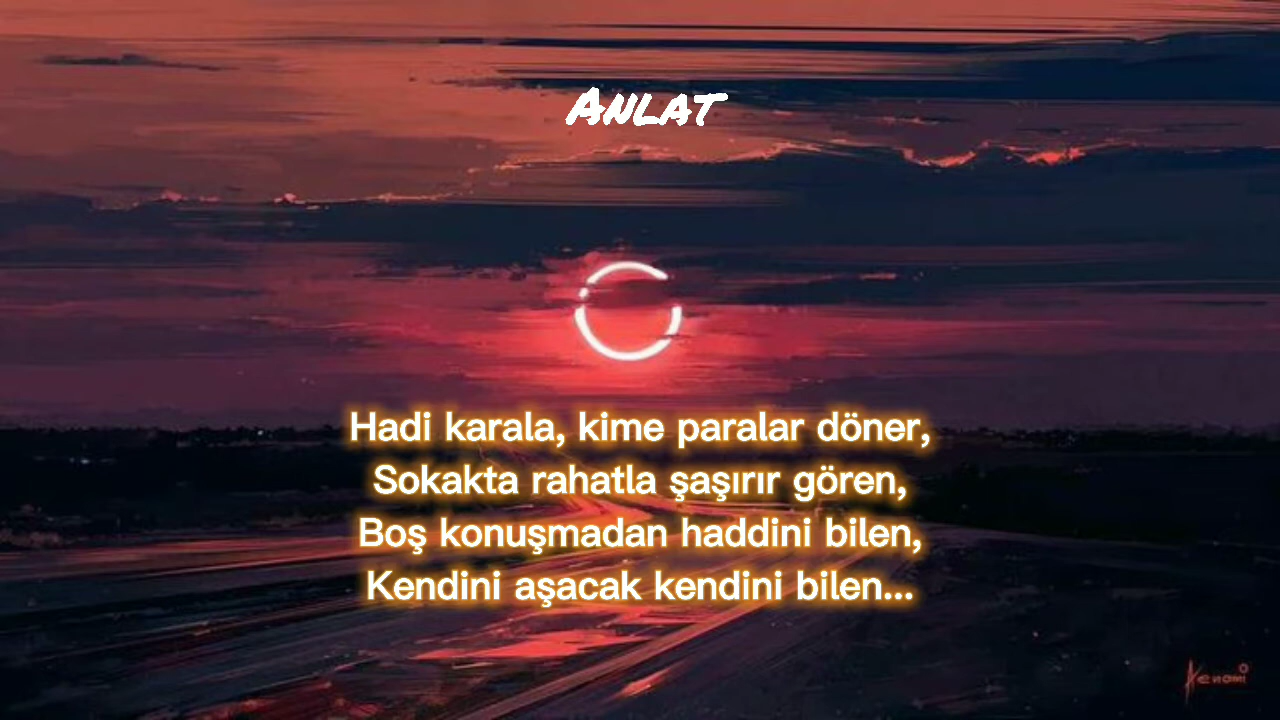 ANLAT
Hadi karala, kime paralar döner,
Sokakta rahatla şaşırır gören,
Boş konuşmadan haddini bilen,
Kendini aşacak kendini bilen...